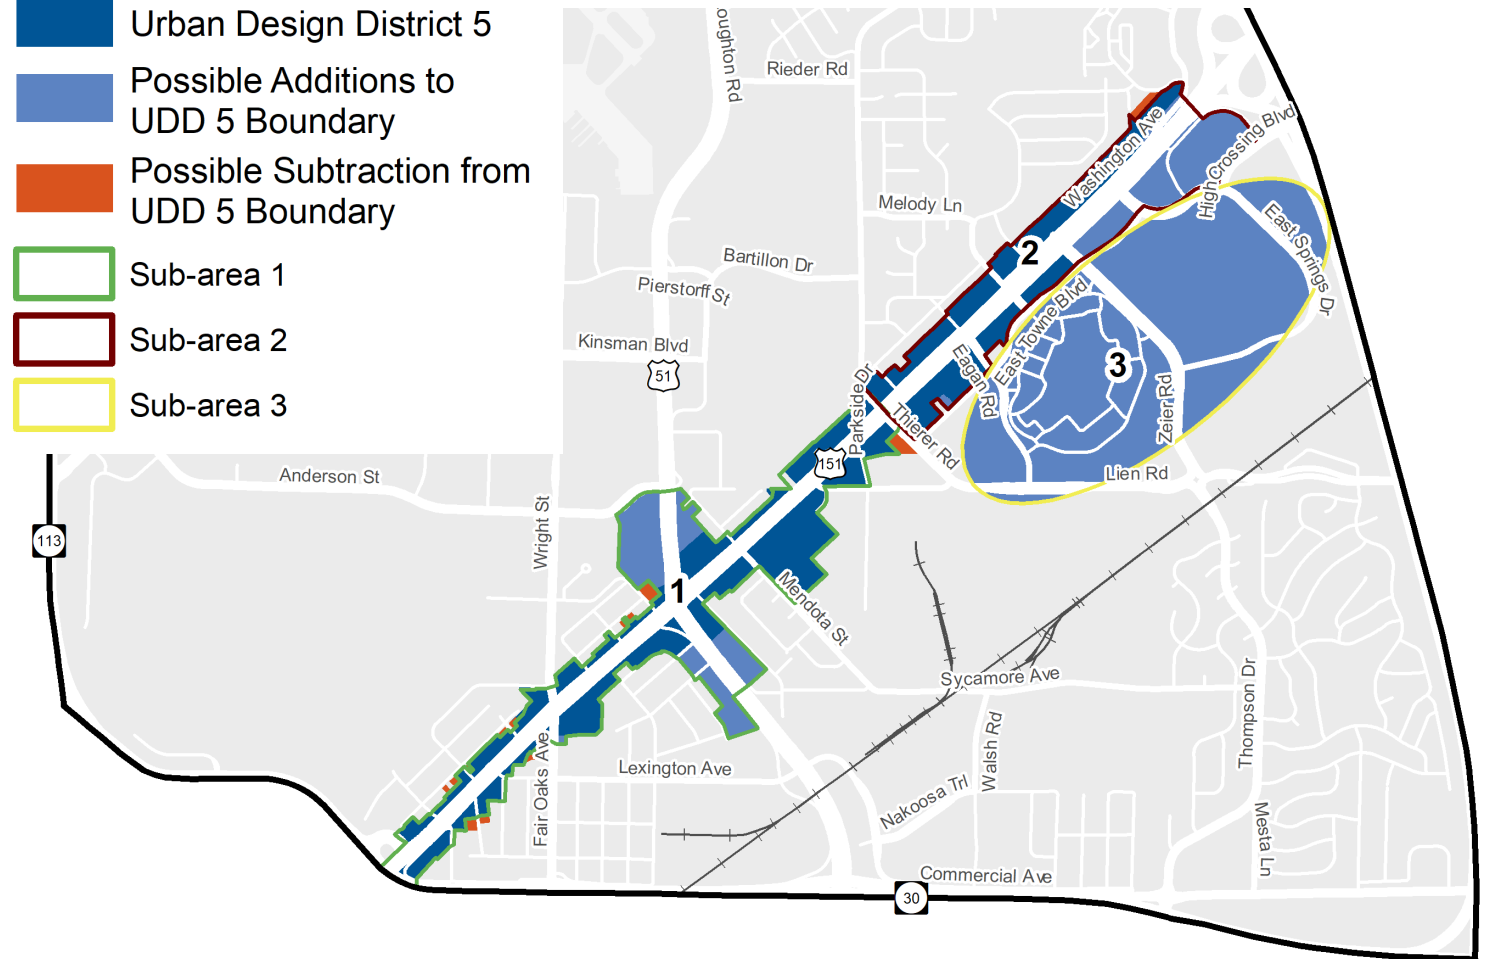 Urban Design District 5
Possible Additions to
UDD 5 Boundary
Possible Subtraction from
UDD 5 Boundary
Sub-area 1
Sub-area 2
Sub-area 3
oughton Rd
Rieder Rd
Washington Ave
HighCrossing Blvd
Melody Ln
East Springs Dr
2
Bartillon Dr
Pierstorff St
East Towne Blvd
Kinsman Blvd
51
Eagan Rd
3
Parkside Dr
Zeier Rd
Thierer Rd
151
Lien Rd
Anderson St
Wright St
113
1
Mendota St
Sycamore Ave
Thompson Dr
Walsh Rd
Fair Oaks Ave
Lexington Ave
Nakoosa Trl
Mesta Ln
Commercial Ave
30